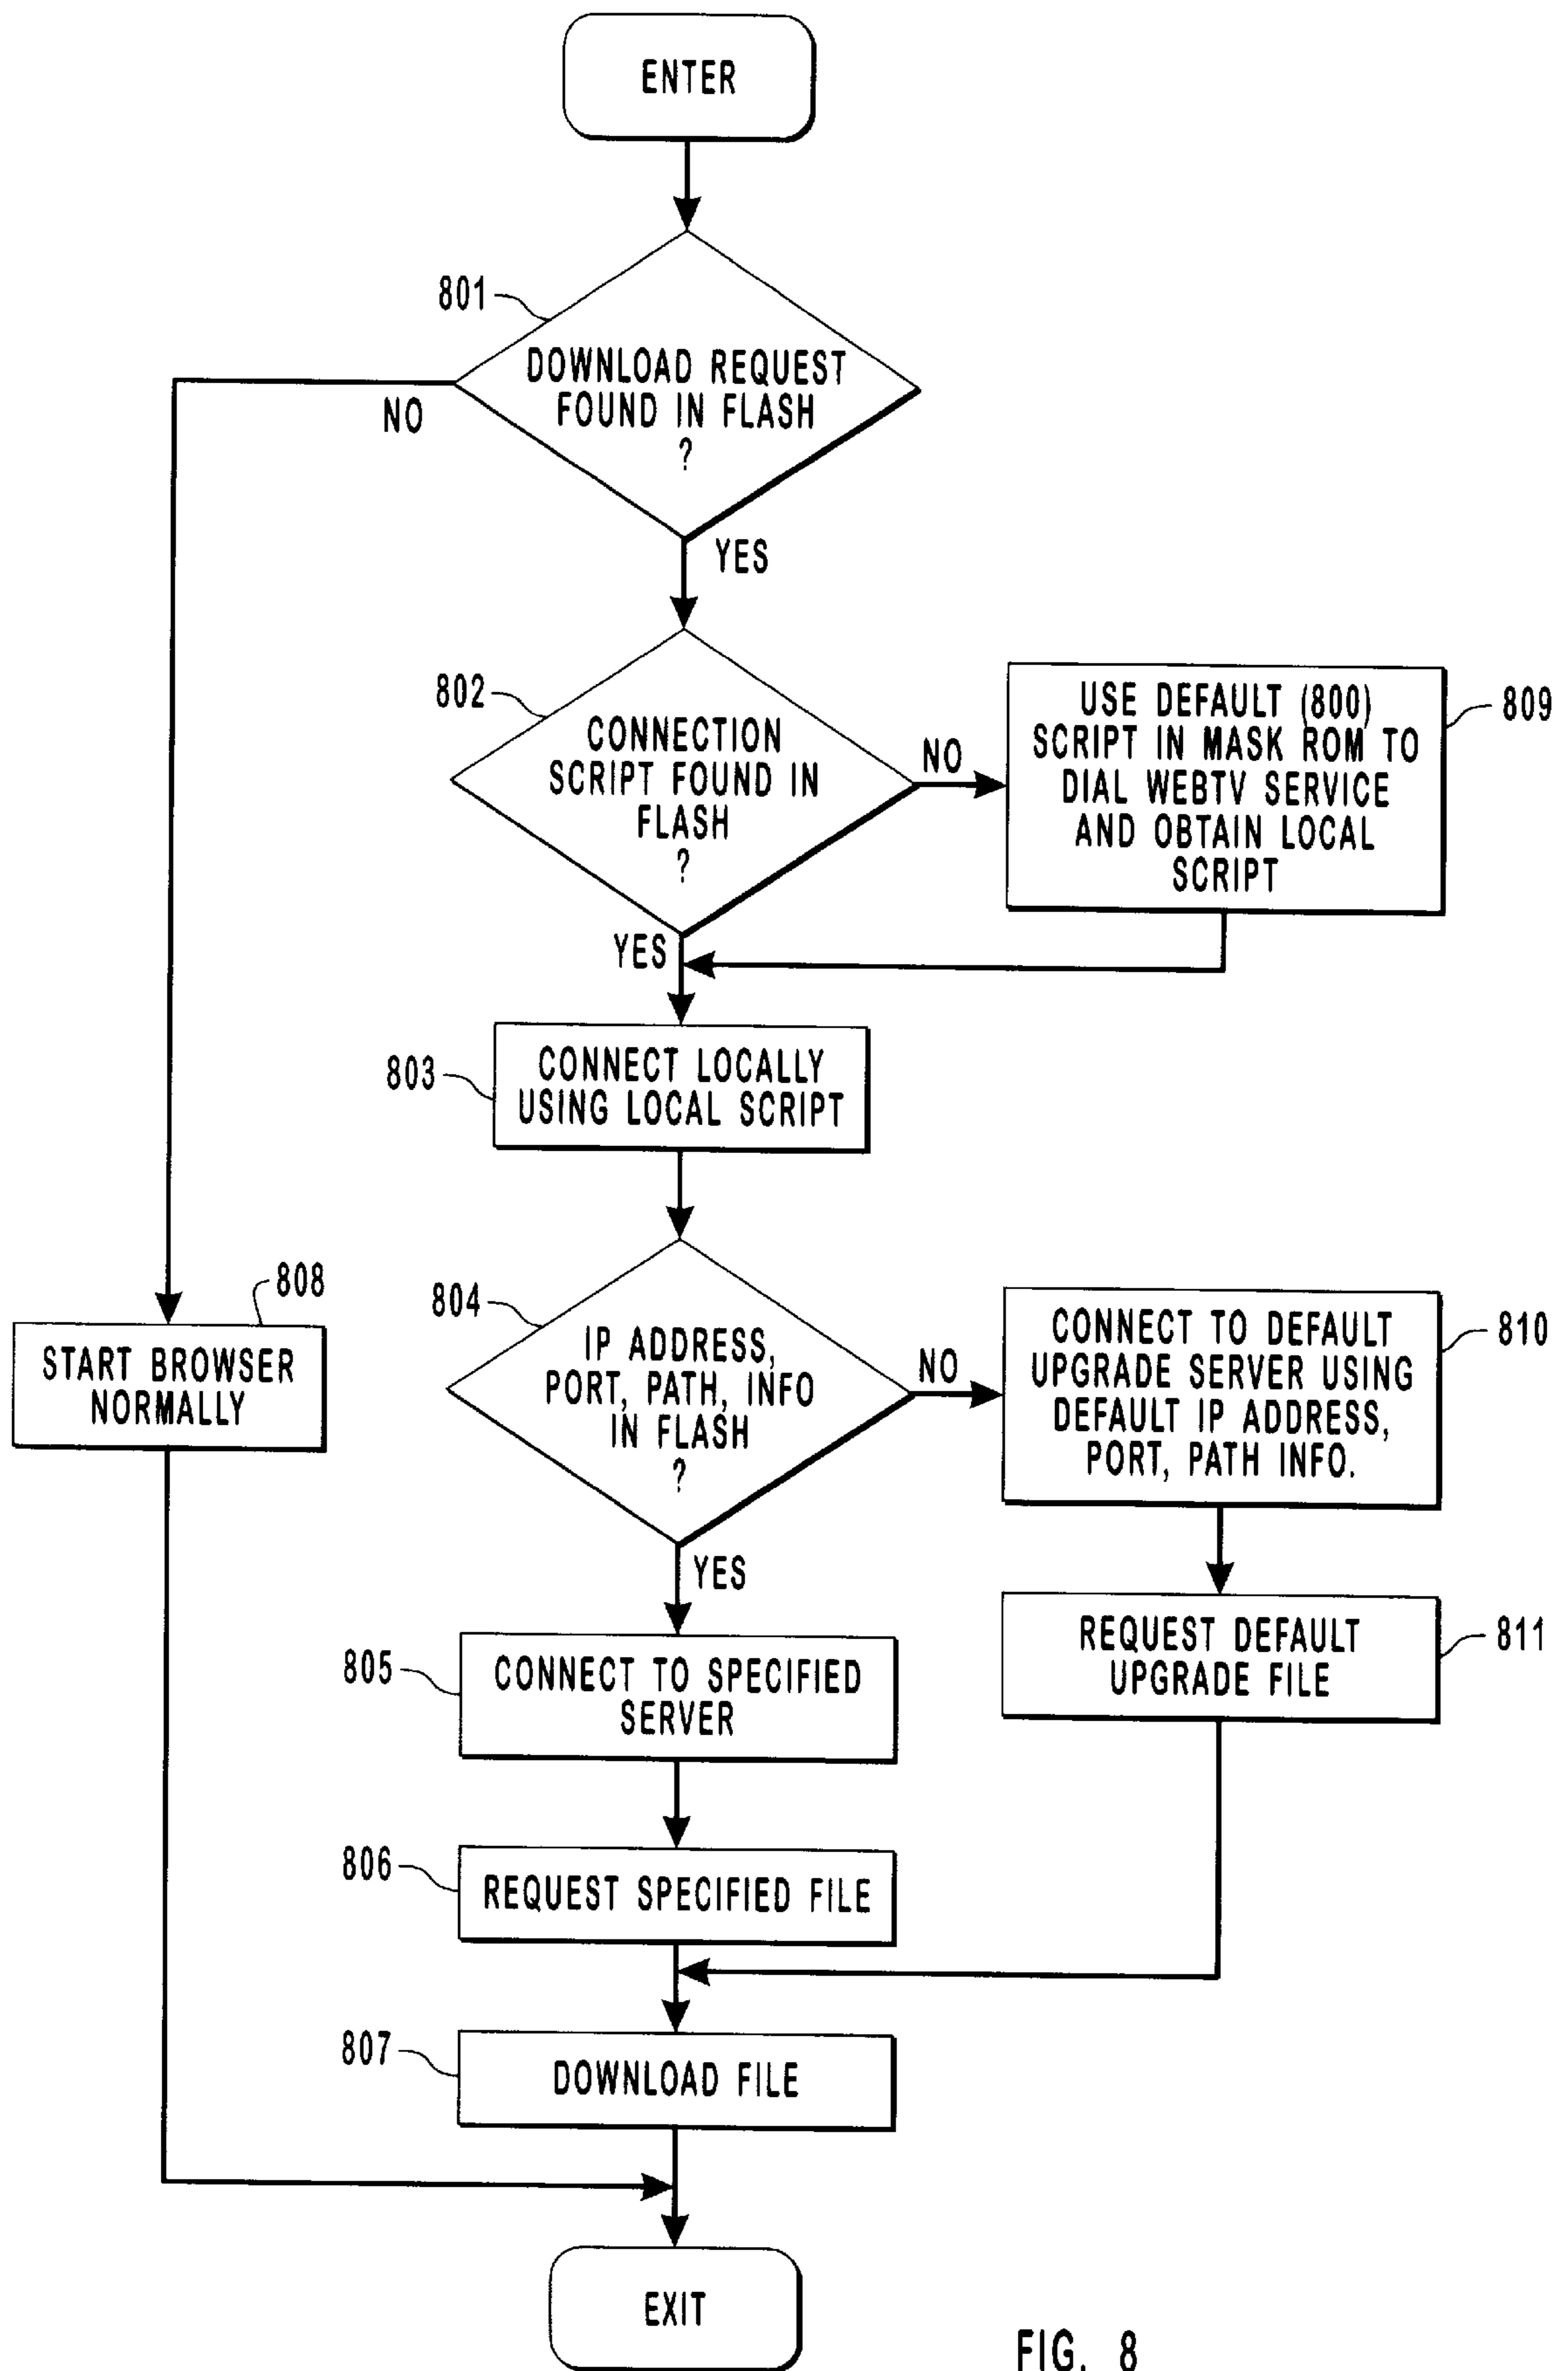 ENTER
801
DOWNLOAD REQUEST
FOUND IN FLASH
?
NO
YES
802
CONNECTION
SCRIPT FOUND IN
FLASH
?
NO
YES
USE DEFAULT (800)
SCRIPT IN MASK ROM TO
DIAL WEBTV SERVICE
AND OBTAIN LOCAL
SCRIPT
809
803
CONNECT LOCALLY
USING LOCAL SCRIPT
808
START BROWSER
NORMALLY
804
IP ADDRESS,
PORT, PATH, INFO
IN FLASH
?
NO
YES
CONNECT TO DEFAULT
UPGRADE SERVER USING
DEFAULT IP ADDRESS,
PORT, PATH INFO.
810
805
CONNECT TO SPECIFIED
SERVER
REQUEST DEFAULT
UPGRADE FILE
811
806
REQUEST SPECIFIED FILE
807
DOWNLOAD FILE
EXIT
FIG. 8